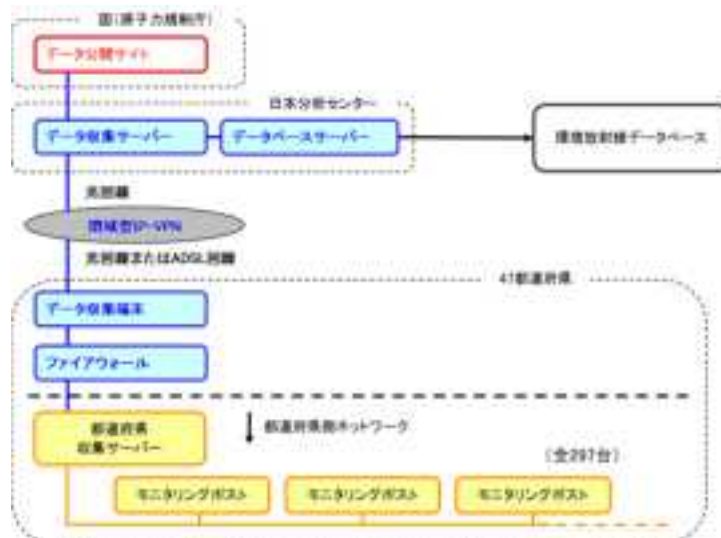 国(原子力規制庁)
データ公開サイト
日本分析センター
データ収集サーバー
データベースサーバー
環境放射線データベース
光回線
閉域型IP-VPN
光回線またはADSL回線
47都道府県
データ収集端末
ファイアウォール
都道府県
収集サーバー
都道府県側ネットワーク
(全297台)
モニタリングポスト
モニタリングポスト
モニタリングポスト